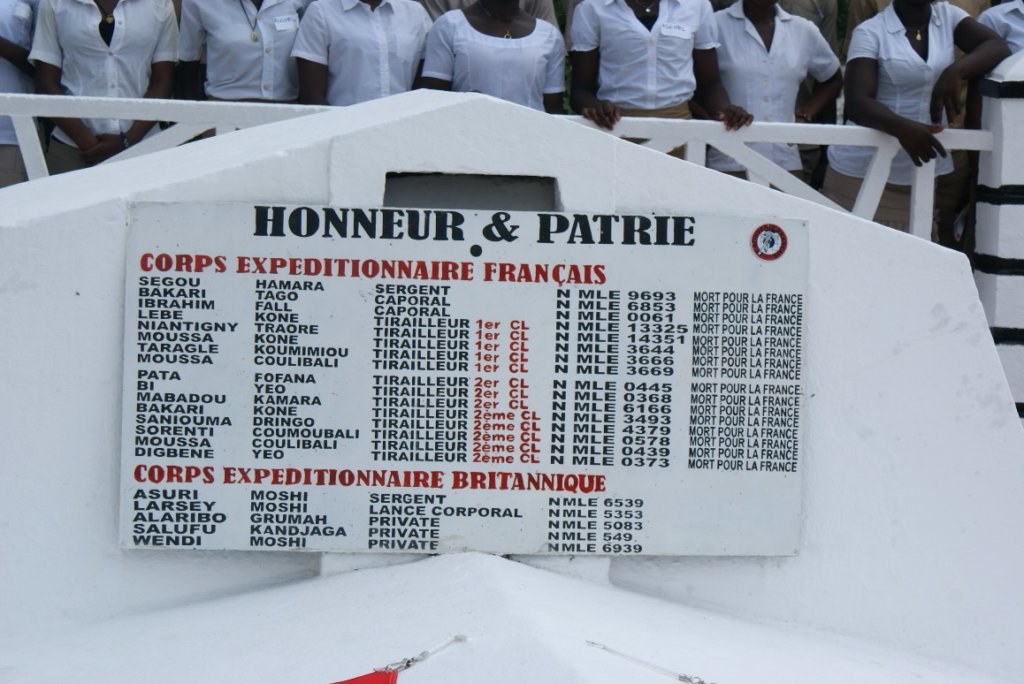 HONNEUR & PATRIE
CORPS EXPEDITIONNAIRE FRANÇAIS
SEGOU HAMARA SERGENT N MLE 9693 MORT POUR LA FRANCE
BAKARI TAGO CAPORAL N MLE 6653 MORT POUR LA FRANCE
IBRAHIM FALL CAPORAL N MLE 0061 MORT POUR LA FRANCE
LEBE KONE TIRAILLEUR 1er CL N MLE 13325 MORT POUR LA FRANCE
NIANTIGNY TRAORE TIRAILLEUR 1er CL N MLE 14351 MORT POUR LA FRANCE
MOUSSA KONE TIRAILLEUR 1er CL N MLE 3644 MORT POUR LA FRANCE
TARAGLE KOUMIMIOU TIRAILLEUR 1er CL N MLE 3666 MORT POUR LA FRANCE
MOUSSA COULIBALI TIRAILLEUR 1er CL N MLE 3669 MORT POUR LA FRANCE
PATA FOFANA TIRAILLEUR 2er CL N MLE 0445 MORT POUR LA FRANCE
BI YEO TIRAILLEUR 2er CL N MLE 0368 MORT POUR LA FRANCE
MABADOU KAMARA TIRAILLEUR 2er CL N MLE 6166 MORT POUR LA FRANCE
BAKARI KONE TIRAILLEUR 2ème CL N MLE 3493 MORT POUR LA FRANCE
SANIOUMA DRINGO TIRAILLEUR 2ème CL N MLE 4479 MORT POUR LA FRANCE
SORENTI COUMOUBALI TIRAILLEUR 2ème CL N MLE 0578 MORT POUR LA FRANCE
MOUSSA COULIBALI TIRAILLEUR 2ème CL N MLE 0439 MORT POUR LA FRANCE
DIGBENE YEO TIRAILLEUR 2ème CL N MLE 0373 MORT POUR LA FRANCE
CORPS EXPEDITIONNAIRE BRITANNIQUE
ASURI MOSHI SERGENT NMLE 6539
LARSEY MOSHI LANCE CORPORAL NMLE 5353
ALARIBO GRUMAH PRIVATE NMLE 5083
SALUFU KANDJAGA PRIVATE NMLE 549
WENDI MOSHI PRIVATE NMLE 6939